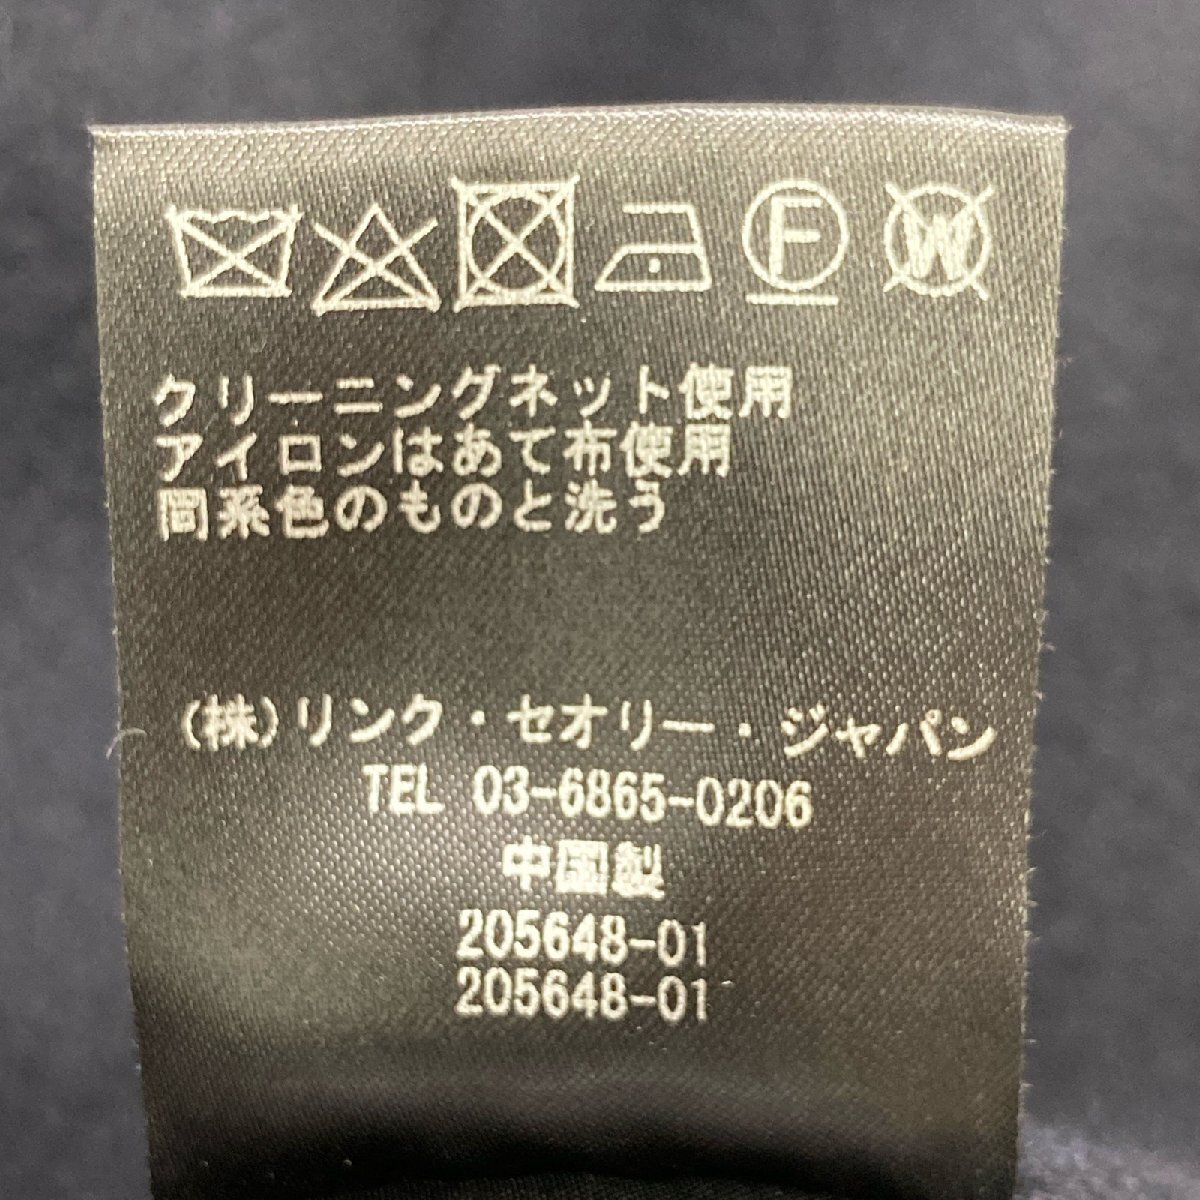 F W
クリーニングネット使用
アイロンはあて布使用
同系色のものと洗う
(株)リンク・セオリー・ジャパン
TEL 03-6865-0206
中国製
205648-01
205648-01